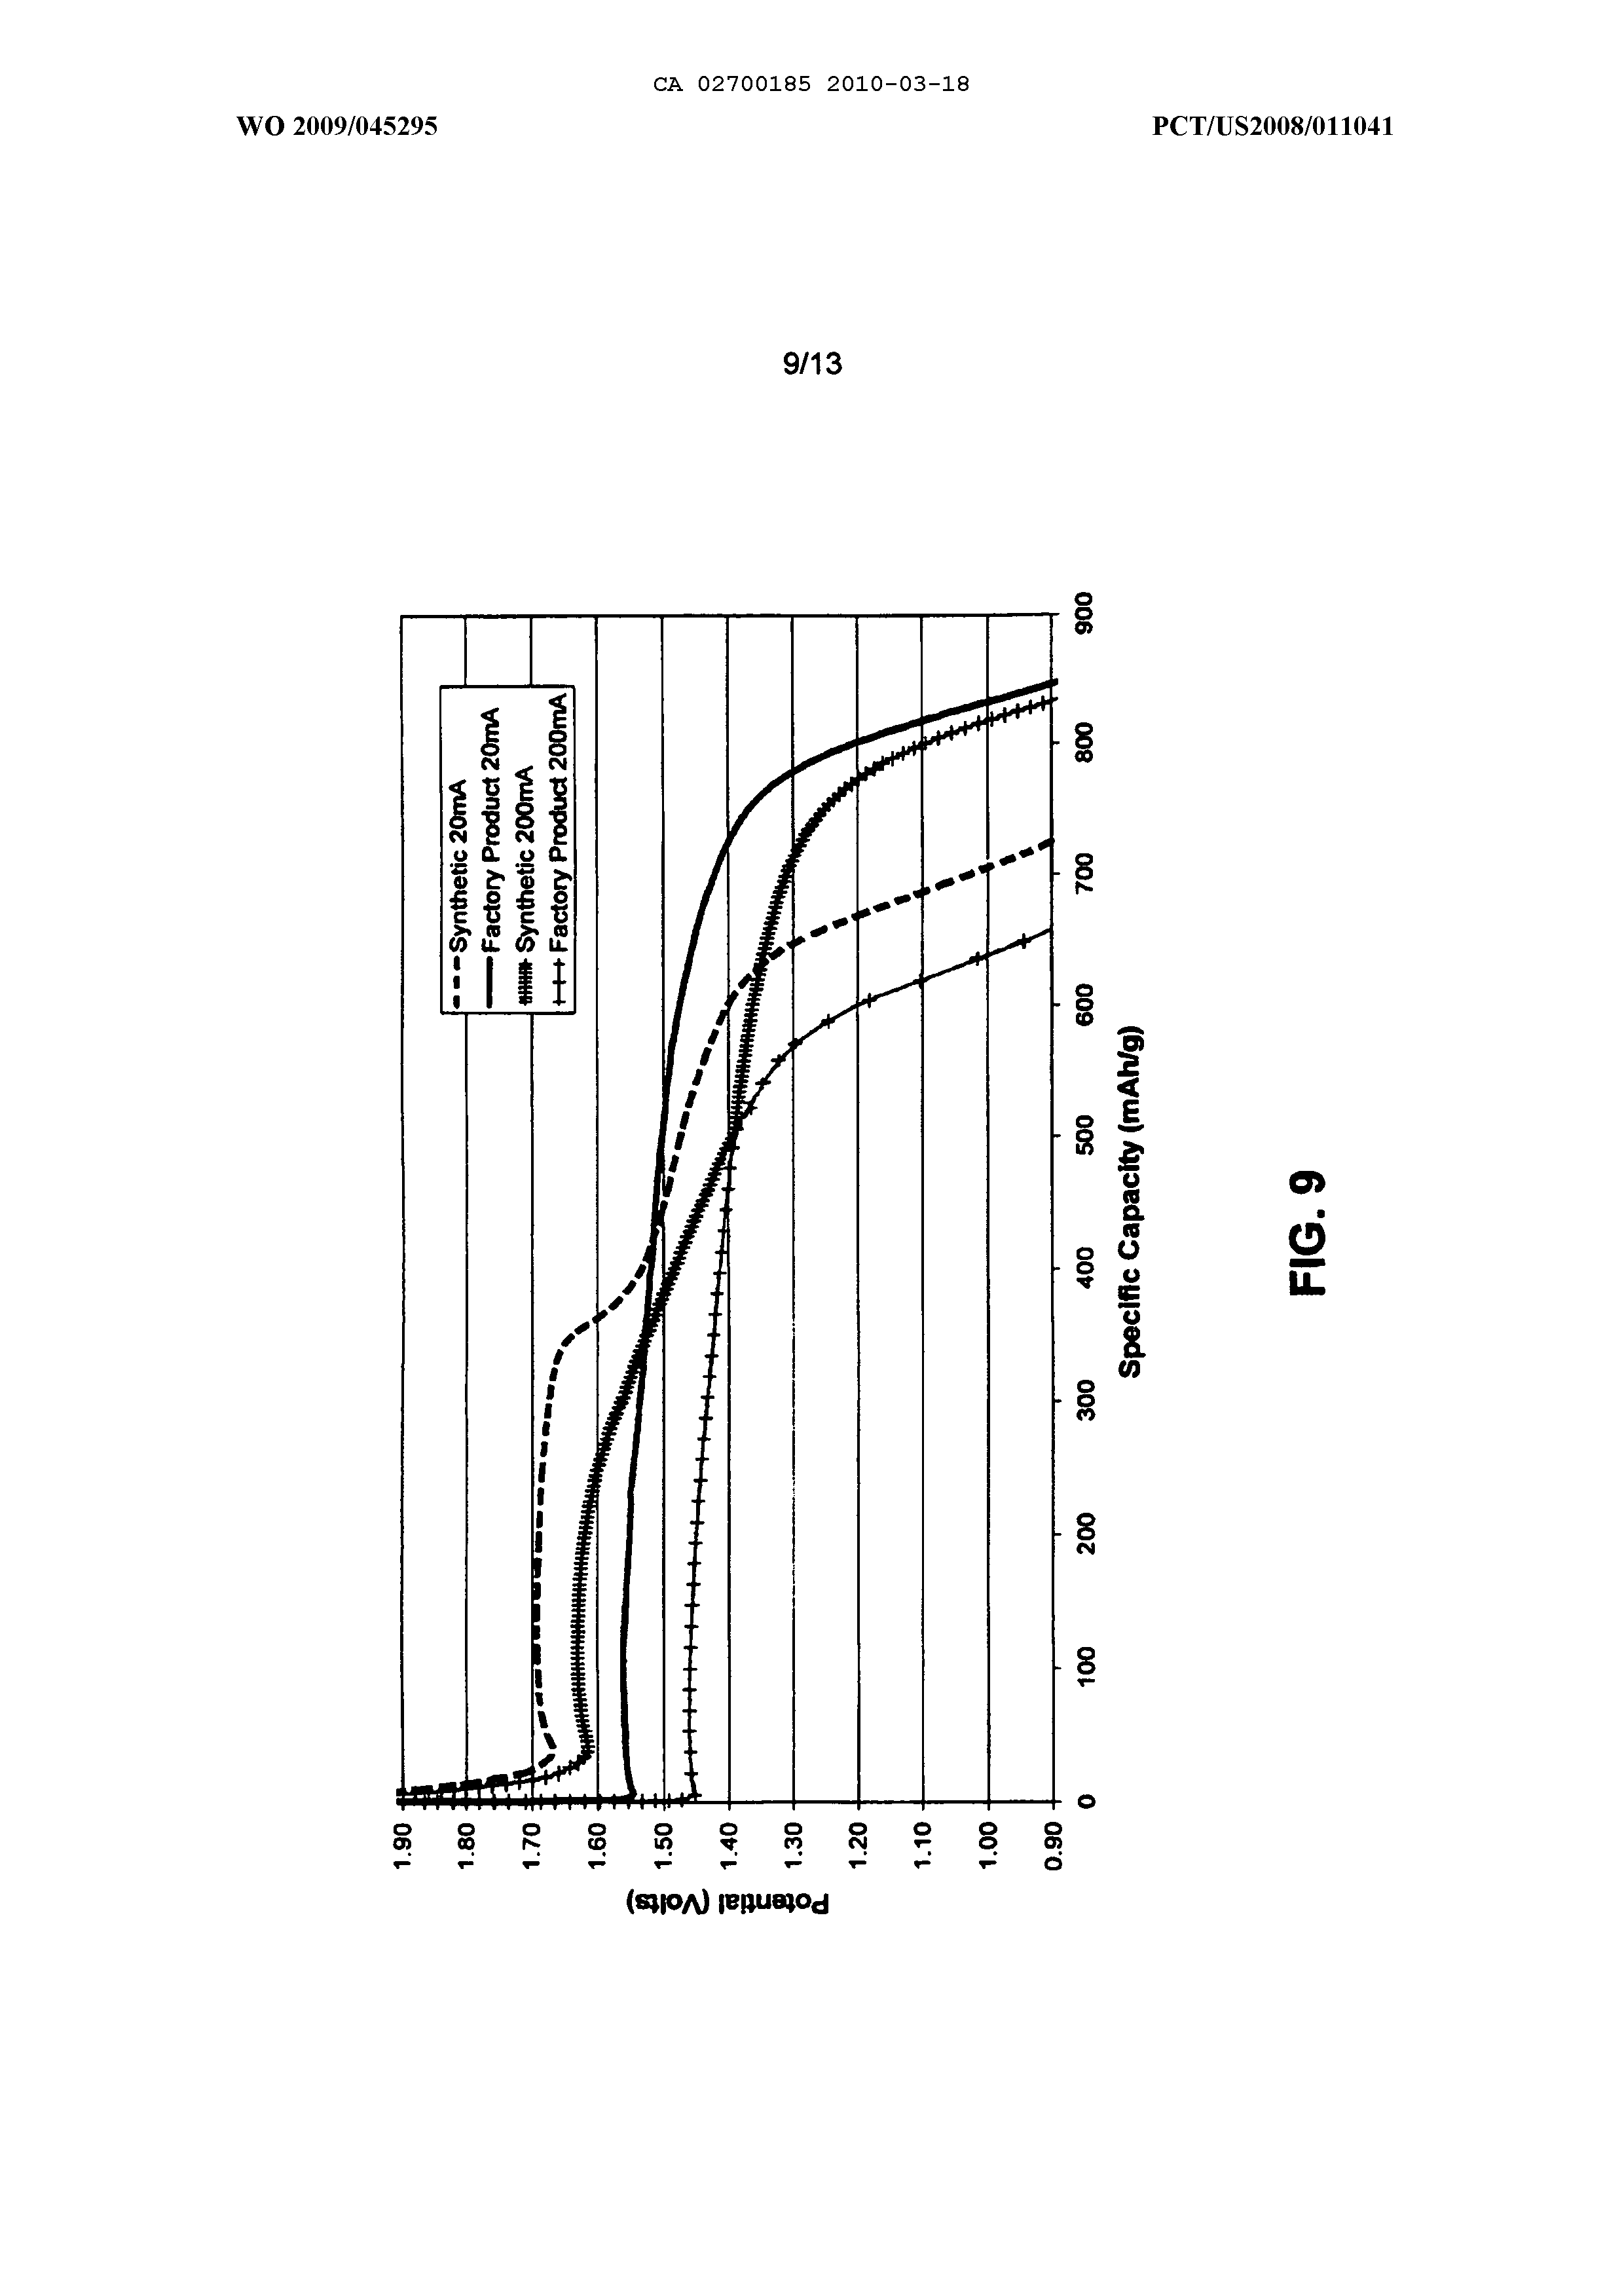 CA 02700185 2010-03-18
WO 2009/045295
PCT/US2008/011041
9/13
Synthetic 20mA
Factory Product 20mA
Synthetic 200mA
Factory Product 200mA
1.90
1.80
1.70
1.60
1.50
1.40
1.30
1.20
1.10
1.00
0.90
Potential (Volts)
0
100
200
300
400
500
600
700
800
900
Specific Capacity (mAh/g)
FIG. 9